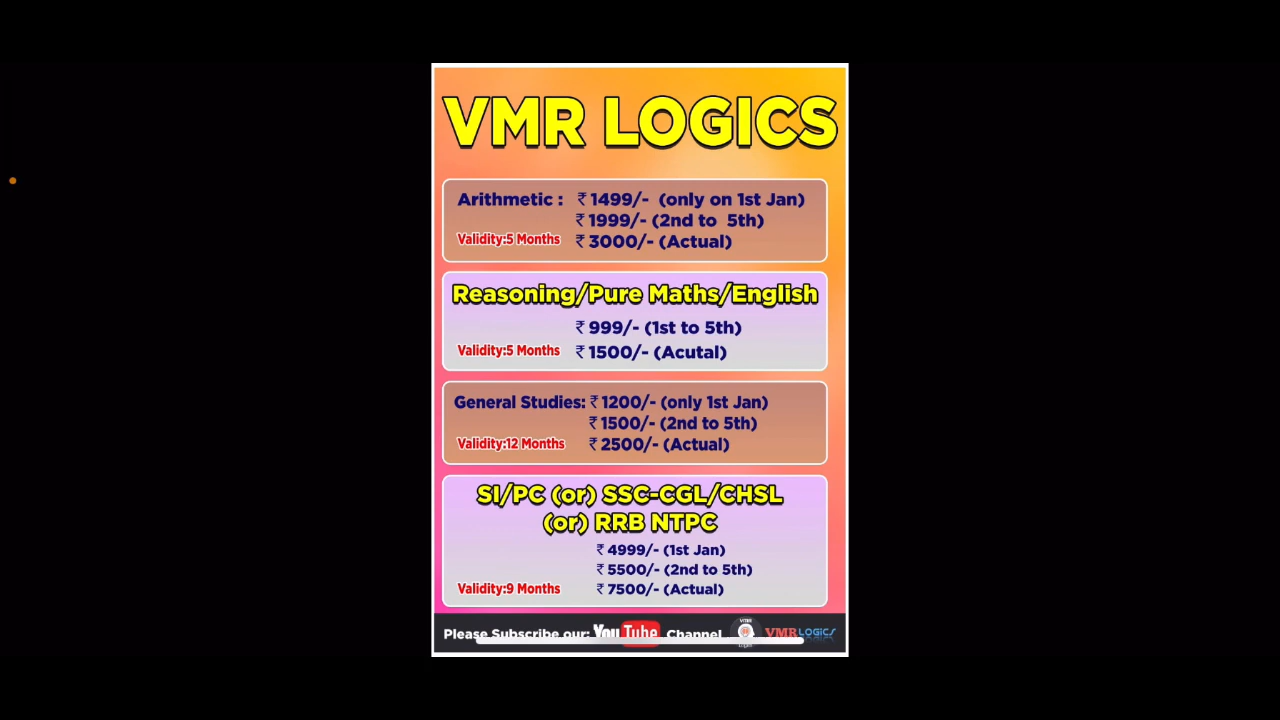 VMR LOGICS
Arithmetic : ₹ 1499/- (only on 1st Jan)
₹ 1999/- (2nd to 5th)
Validity:5 Months ₹ 3000/- (Actual)
Reasoning/Pure Maths/English
₹ 999/- (1st to 5th)
Validity:5 Months ₹ 1500/- (Acutal)
General Studies: ₹ 1200/- (only 1st Jan)
₹ 1500/- (2nd to 5th)
Validity:12 Months ₹ 2500/- (Actual)
SI/PC (or) SSC-CGL/CHSL
(or) RRB NTPC
₹ 4999/- (1st Jan)
₹ 5500/- (2nd to 5th)
Validity:9 Months ₹ 7500/- (Actual)
Please Subscribe our: YouTube Channel VMR Logics VMRLOGICS